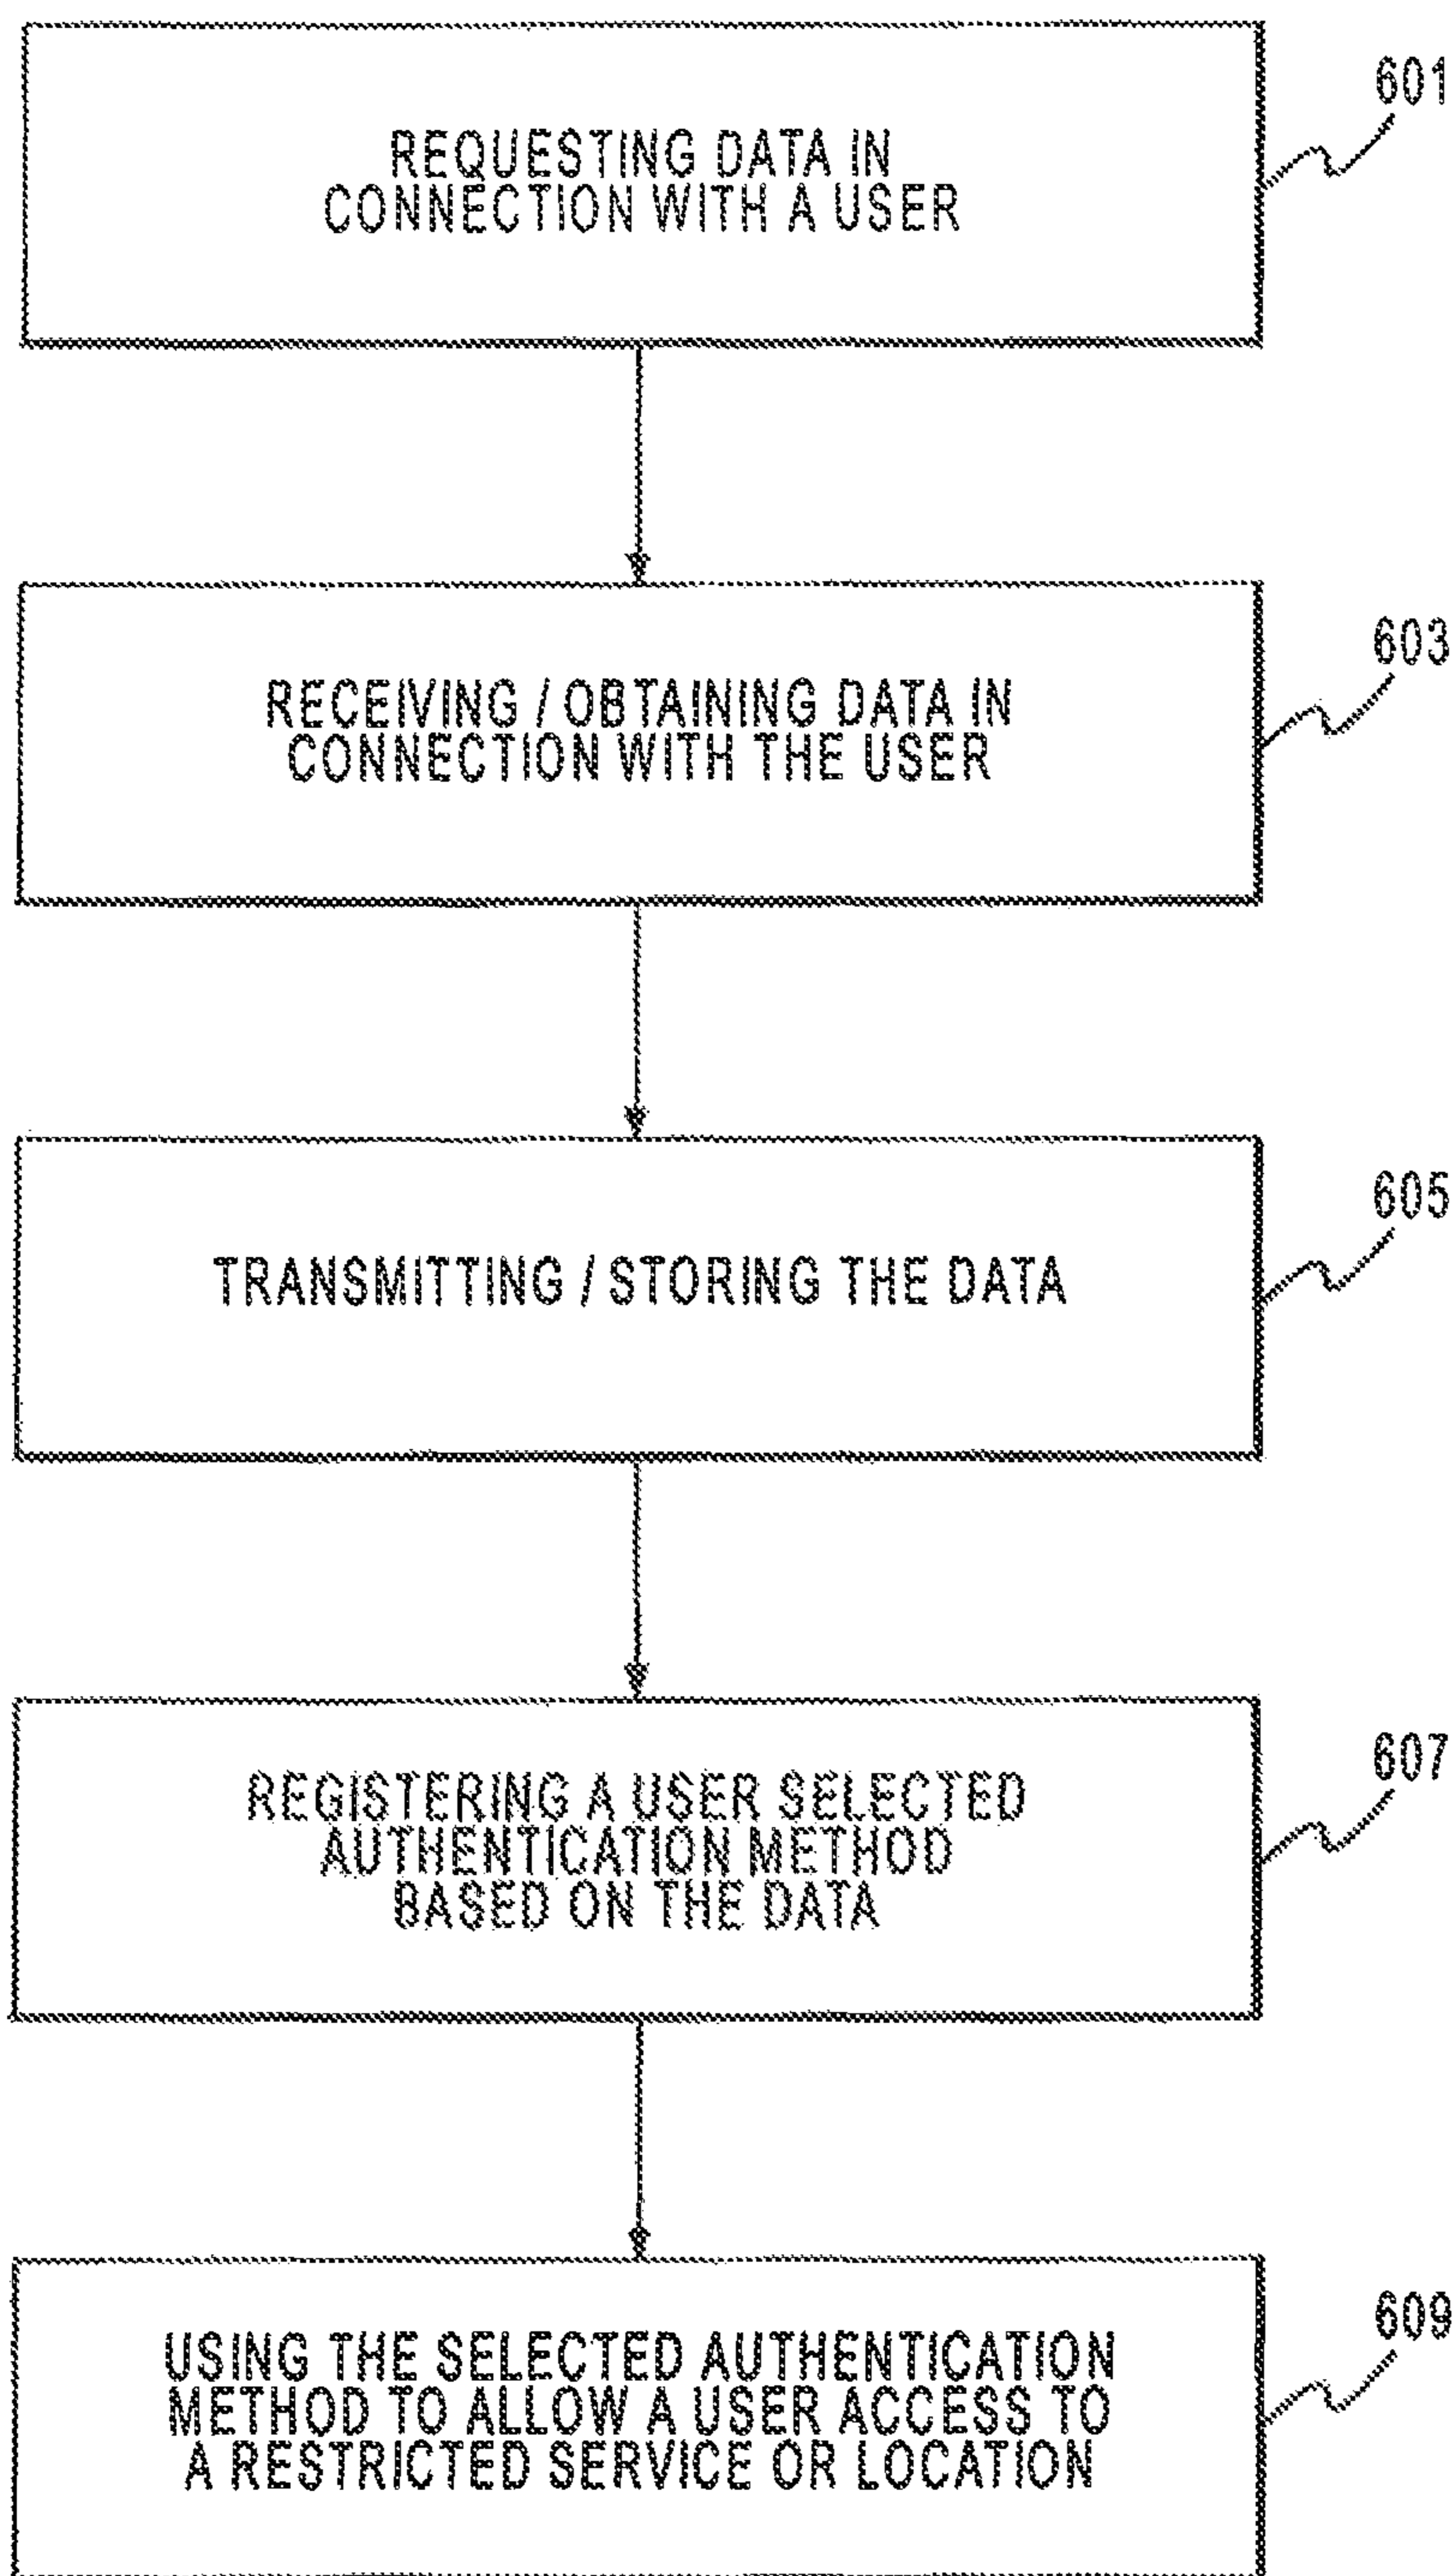 601
REQUESTING DATA IN
CONNECTION WITH A USER
603
RECEIVING / OBTAINING DATA IN
CONNECTION WITH THE USER
605
TRANSMITTING / STORING THE DATA
607
REGISTERING A USER SELECTED
AUTHENTICATION METHOD
BASED ON THE DATA
609
USING THE SELECTED AUTHENTICATION
METHOD TO ALLOW A USER ACCESS TO
A RESTRICTED SERVICE OR LOCATION